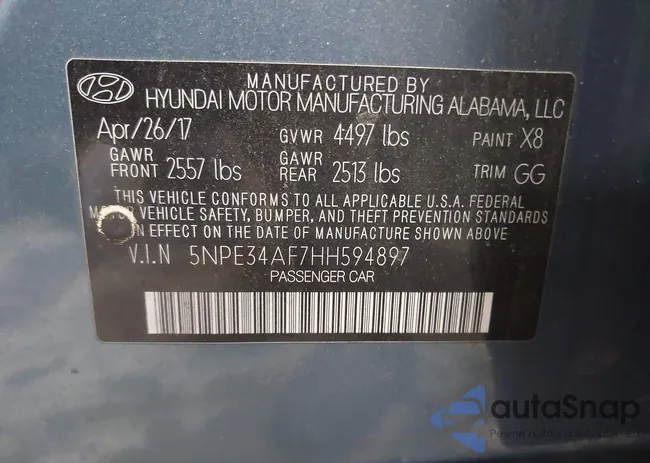 MANUFACTURED BY
HYUNDAI MOTOR MANUFACTURING ALABAMA, LLC
Apr/26/17 GVWR 4497 lbs PAINT X8
GAWR FRONT 2557 lbs GAWR REAR 2513 lbs TRIM GG
THIS VEHICLE CONFORMS TO ALL APPLICABLE U.S.A. FEDERAL
VEHICLE SAFETY, BUMPER, AND THEFT PREVENTION STANDARDS
IN EFFECT ON THE DATE OF MANUFACTURE SHOWN ABOVE
V.I.N 5NPE34AF7HH594897
PASSENGER CAR
autoSnap